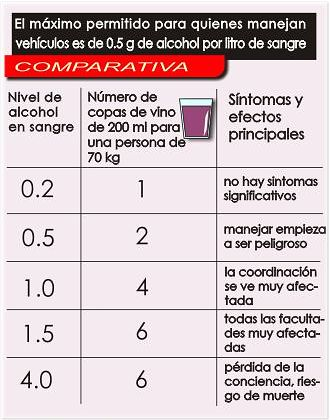 El máximo permitido para quienes manejan
vehículos es de 0.5 g de alcohol por litro de sangre
COMPARATIVA
Nivel de
alcohol
en sangre
Número de
copas de vino
de 200 ml para
una persona de
70 kg
Síntomas y
efectos
principales
0.2
1
no hay sintomas
significativos
0.5
2
manejar empieza
a ser peligroso
1.0
4
la coordinación
se ve muy afec-
tada
1.5
6
todas las faculta-
des muy afecta-
das
4.0
6
pérdida de la
conciencia, ries-
go de muerte